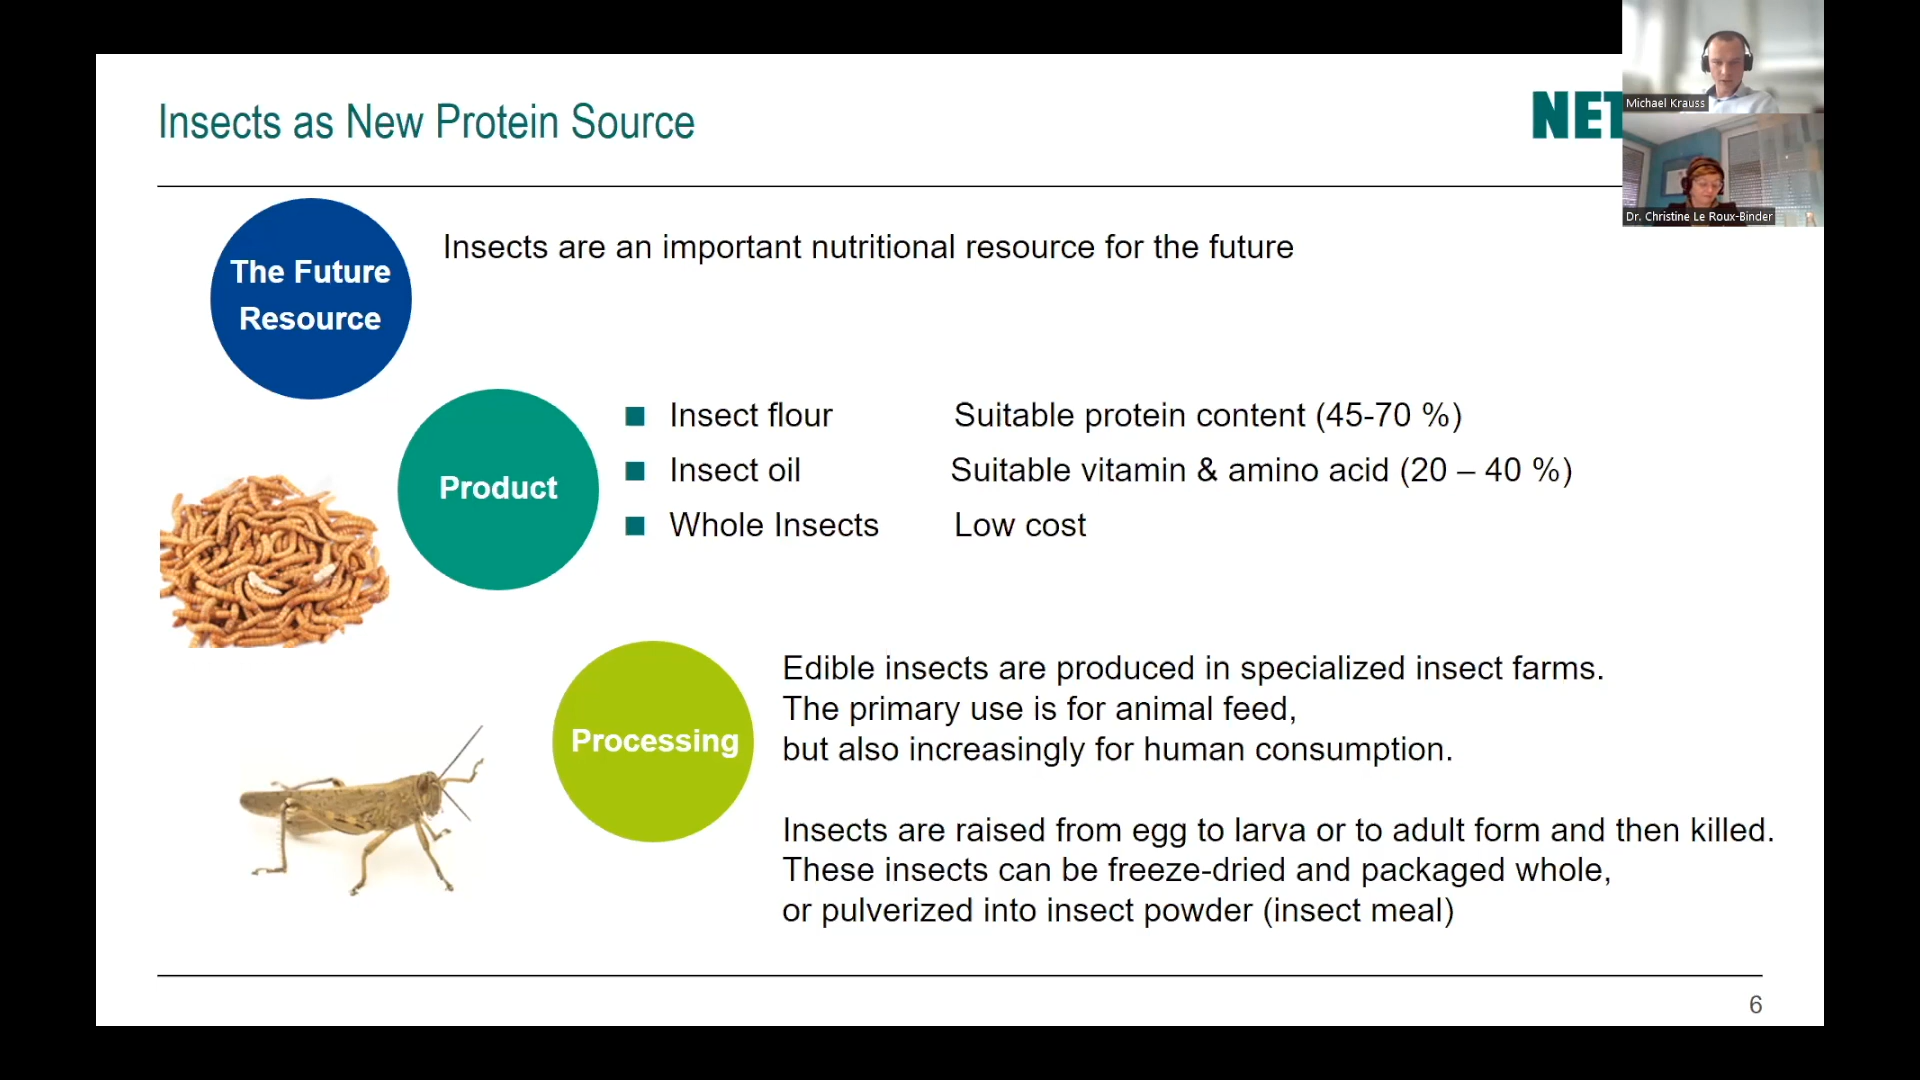 Insects as New Protein Source
NET
Michael Krauss
Dr. Christine Le Roux-Binder
The Future
Resource
Insects are an important nutritional resource for the future
Product
Insect flour Suitable protein content (45-70 %)
Insect oil Suitable vitamin & amino acid (20 – 40 %)
Whole Insects Low cost
Processing
Edible insects are produced in specialized insect farms.
The primary use is for animal feed,
but also increasingly for human consumption.
Insects are raised from egg to larva or to adult form and then killed.
These insects can be freeze-dried and packaged whole,
or pulverized into insect powder (insect meal)
6